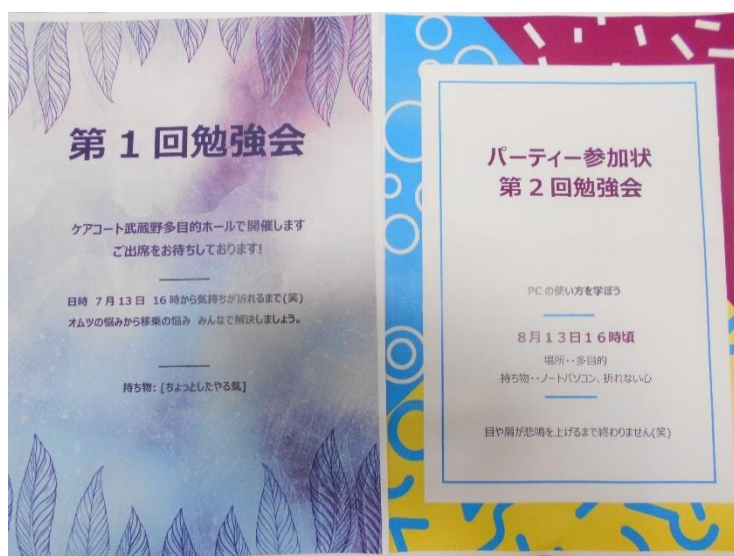 第1回勉強会
ケアコート武蔵野多目的ホールで開催します
ご出席をお待ちしております!
日時 7月13日 16時から気持ちが折れるまで(笑)
オムツの悩みから移乗の悩み みんなで解決しましょう。
持ち物: [ちょっとしたやる気]
パーティー参加状
第2回勉強会
PCの使い方を学ぼう
8月13日16時頃
場所・・多目的
持ち物・・ノートパソコン、折れない心
目や肩が悲鳴を上げるまで終わりません(笑)